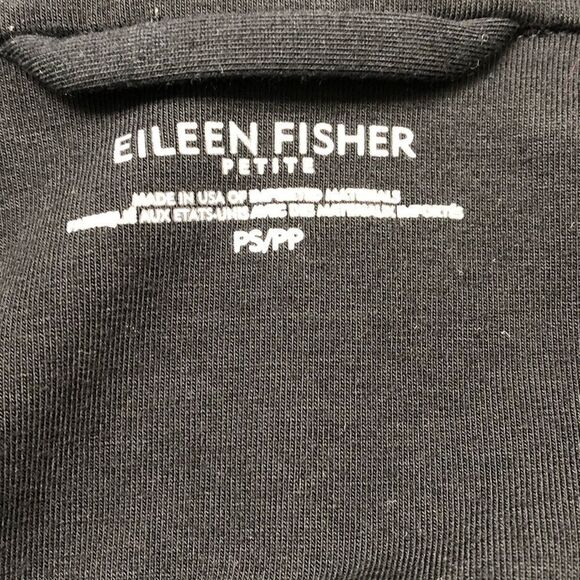 EILEEN FISHER
PETITE
MADE IN USA OF IMPORTED MATERIALS
FABRIQUÉ AUX ETATS-UNIS AVEC DES MATERIAUX IMPORTÉS
PS/PP